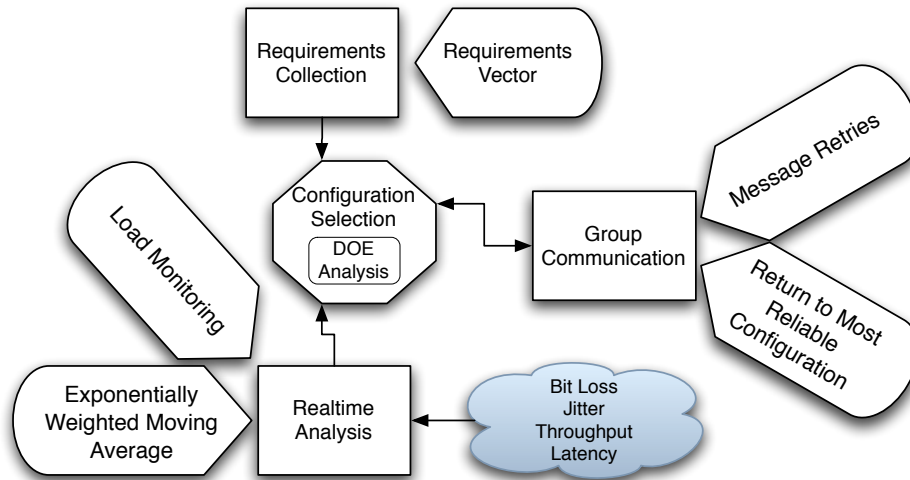 Requirements
Collection
Requirements
Vector
Configuration
Selection
DOE
Analysis
Load Monitoring
Group
Communication
Message Retries
Return to Most
Reliable
Configuration
Exponentially
Weighted Moving
Average
Realtime
Analysis
Bit Loss
Jitter
Throughput
Latency